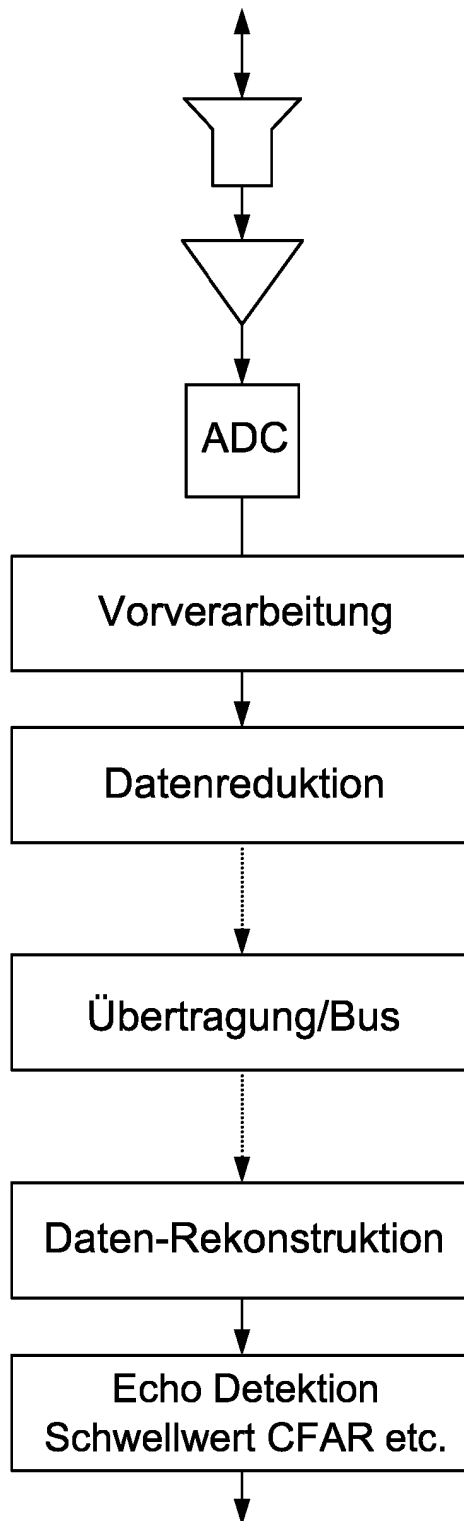 ADC
Vorverarbeitung
Datenreduktion
Übertragung/Bus
Daten-Rekonstruktion
Echo Detektion
Schwellwert CFAR etc.